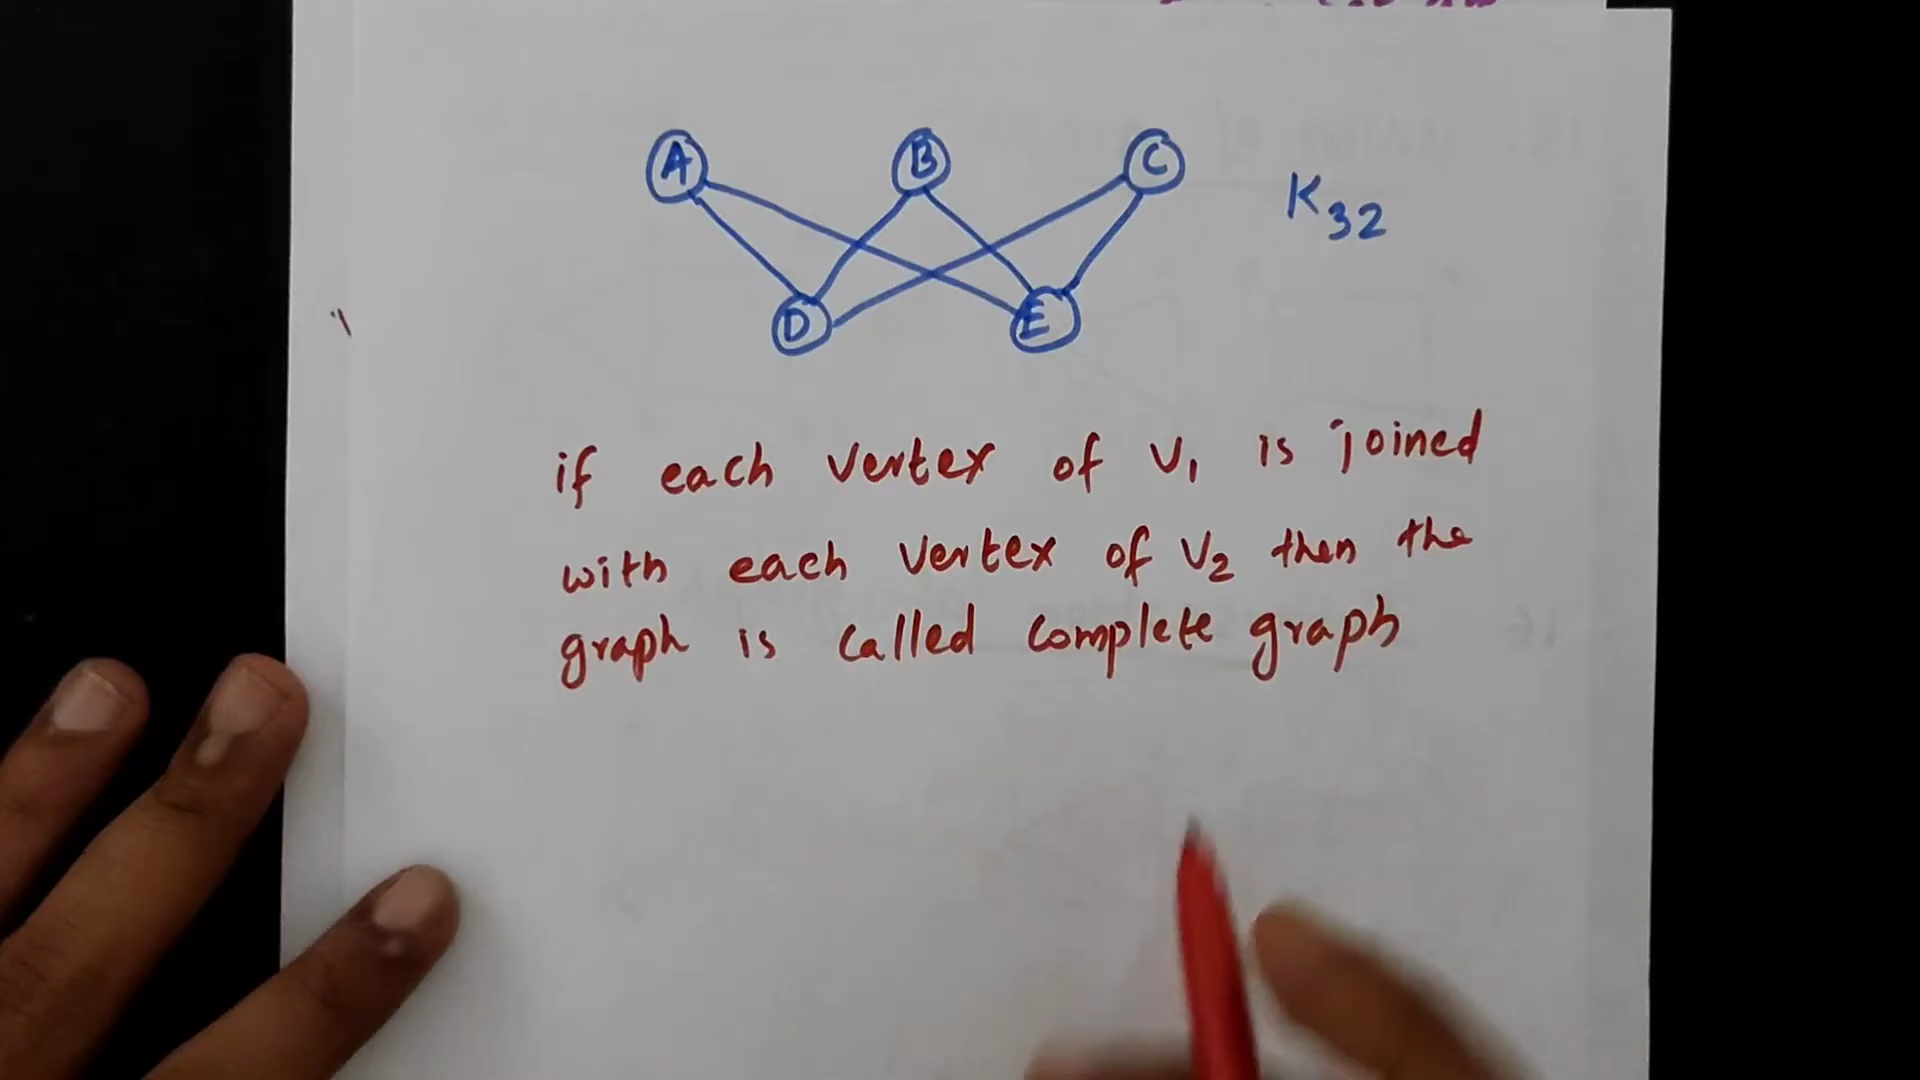 A B C
K32
D E
if each vertex of V1 is joined
with each vertex of V2 then the
graph is called complete graph